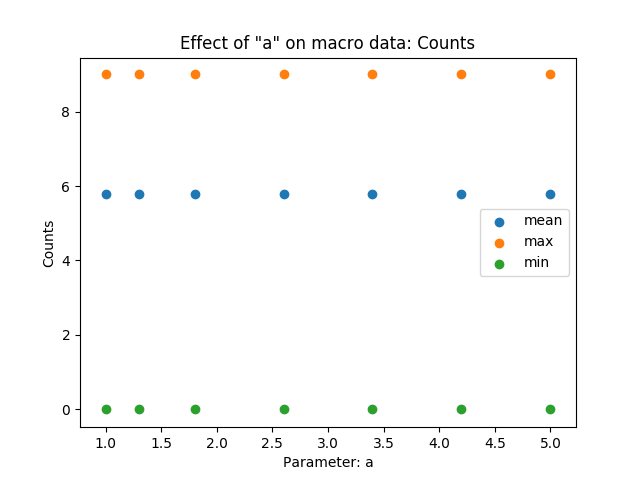 Effect of "a" on macro data: Counts
8
6
4
2
0
Counts
mean
max
min
1.0 1.5 2.0 2.5 3.0 3.5 4.0 4.5 5.0
Parameter: a